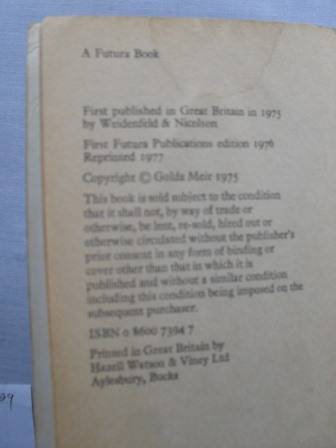 A Futura Book
First published in Great Britain in 1975
by Weidenfeld & Nicolson
First Futura Publications edition 1976
Reprinted 1977
Copyright © Golda Meir 1975
This book is sold subject to the condition
that it shall not, by way of trade or
otherwise, be lent, re-sold, hired out or
otherwise circulated without the publisher's
prior consent in any form of binding or
cover other than that in which it is
published and without a similar condition
including this condition being imposed on the
subsequent purchaser.
ISBN 0 8600 7394 7
Printed in Great Britain by
Hazell Watson & Viney Ltd
Aylesbury, Bucks